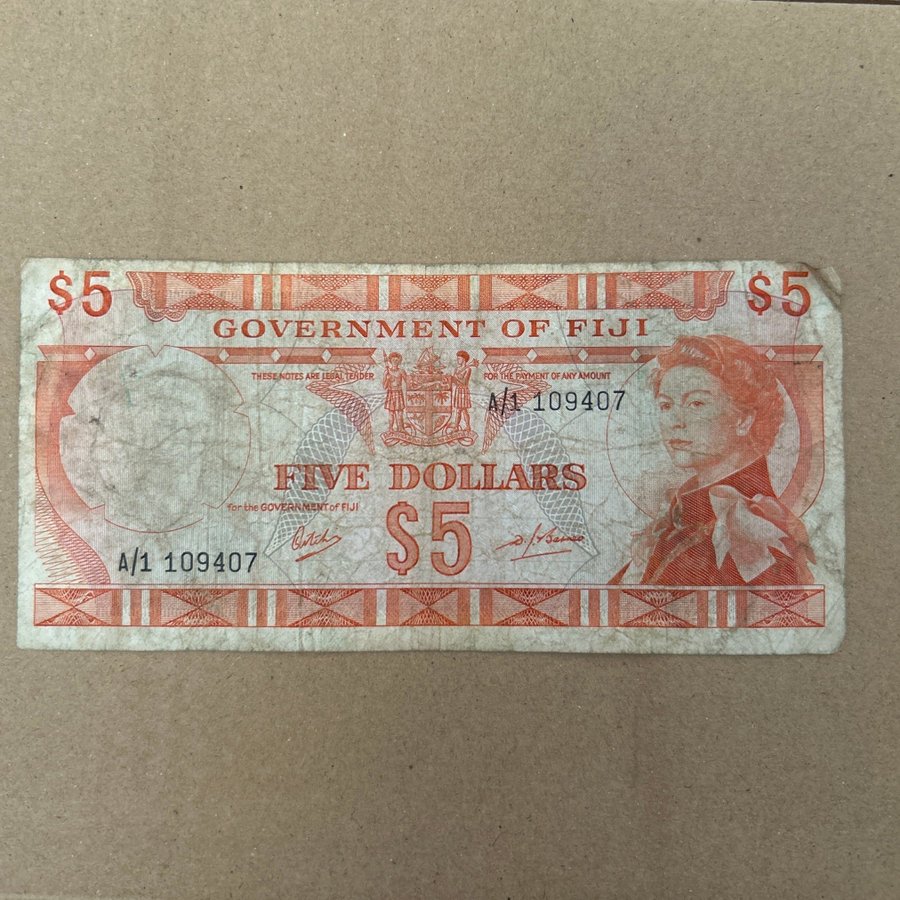 $5 $5
GOVERNMENT OF FIJI
THESE NOTES ARE LEGAL TENDER FOR THE PAYMENT OF ANY AMOUNT
A/1 109407
FIVE DOLLARS
for the GOVERNMENT of FIJI
$5
A/1 109407